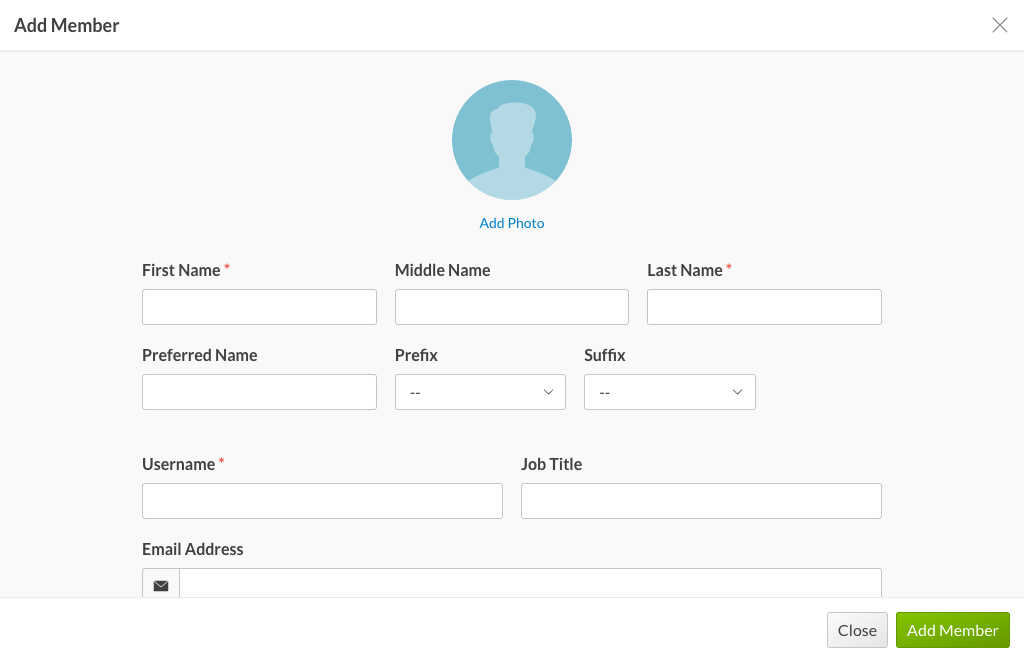 Add Member
Add Photo
First Name * Middle Name Last Name *
Preferred Name Prefix Suffix
-- --
Username * Job Title
Email Address
Close Add Member